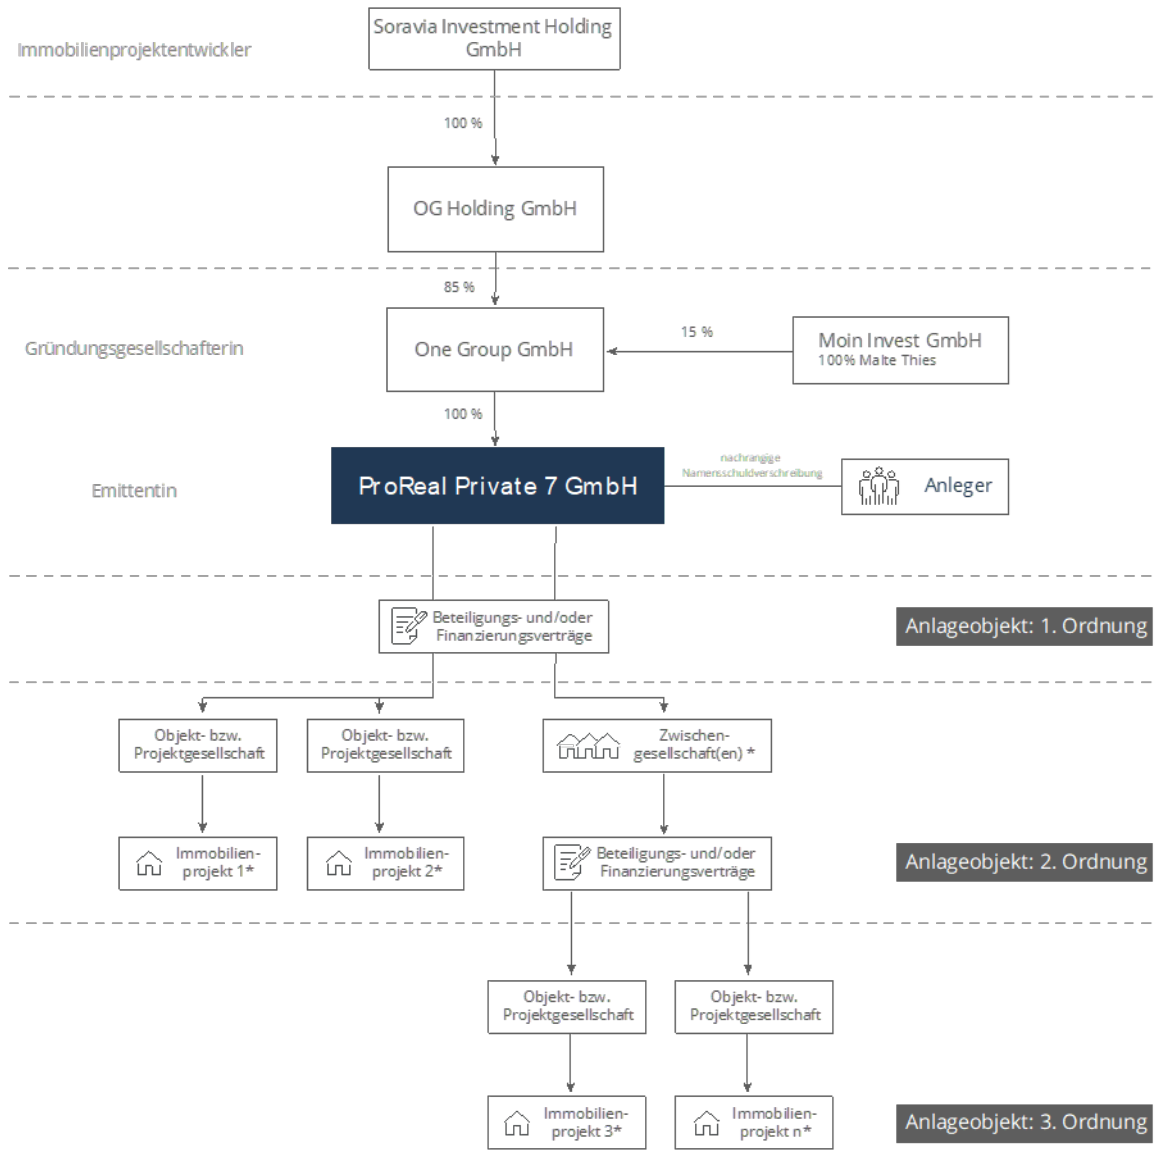 Immobilienprojektentwickler
Soravia Investment Holding
GmbH
100 %
OG Holding GmbH
85 %
Gründungsgesellschafterin
One Group GmbH
15 %
Moin Invest GmbH
100% Malte Thies
100 %
Emittentin
ProReal Private 7 GmbH
nachrangige
Namensschuldverschreibung
Anleger
Beteiligungs- und/oder
Finanzierungsverträge
Anlageobjekt: 1. Ordnung
Objekt- bzw.
Projektgesellschaft
Objekt- bzw.
Projektgesellschaft
Zwischen-
gesellschaft(en) *
Immobilien-
projekt 1*
Immobilien-
projekt 2*
Beteiligungs- und/oder
Finanzierungsverträge
Anlageobjekt: 2. Ordnung
Objekt- bzw.
Projektgesellschaft
Objekt- bzw.
Projektgesellschaft
Immobilien-
projekt 3*
Immobilien-
projekt n*
Anlageobjekt: 3. Ordnung